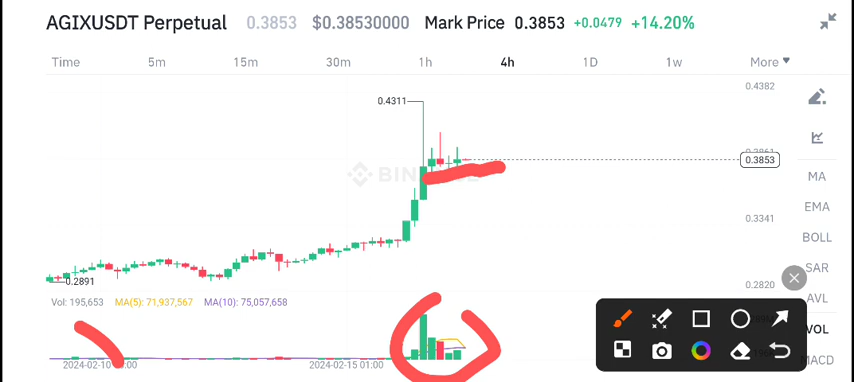 AGIXUSDT Perpetual 0.3853 $0.38530000 Mark Price 0.3853 +0.0479 +14.20%
Time 5m 15m 30m 1h 4h 1D 1w More
0.4382
0.4311
0.3853
MA
EMA
0.3341
BOLL
SAR
0.2891
0.2820
AVL
Vol: 195,653 MA(5): 71,937,567 MA(10): 75,057,658
VOL
MACD
2024-02-15 01:00